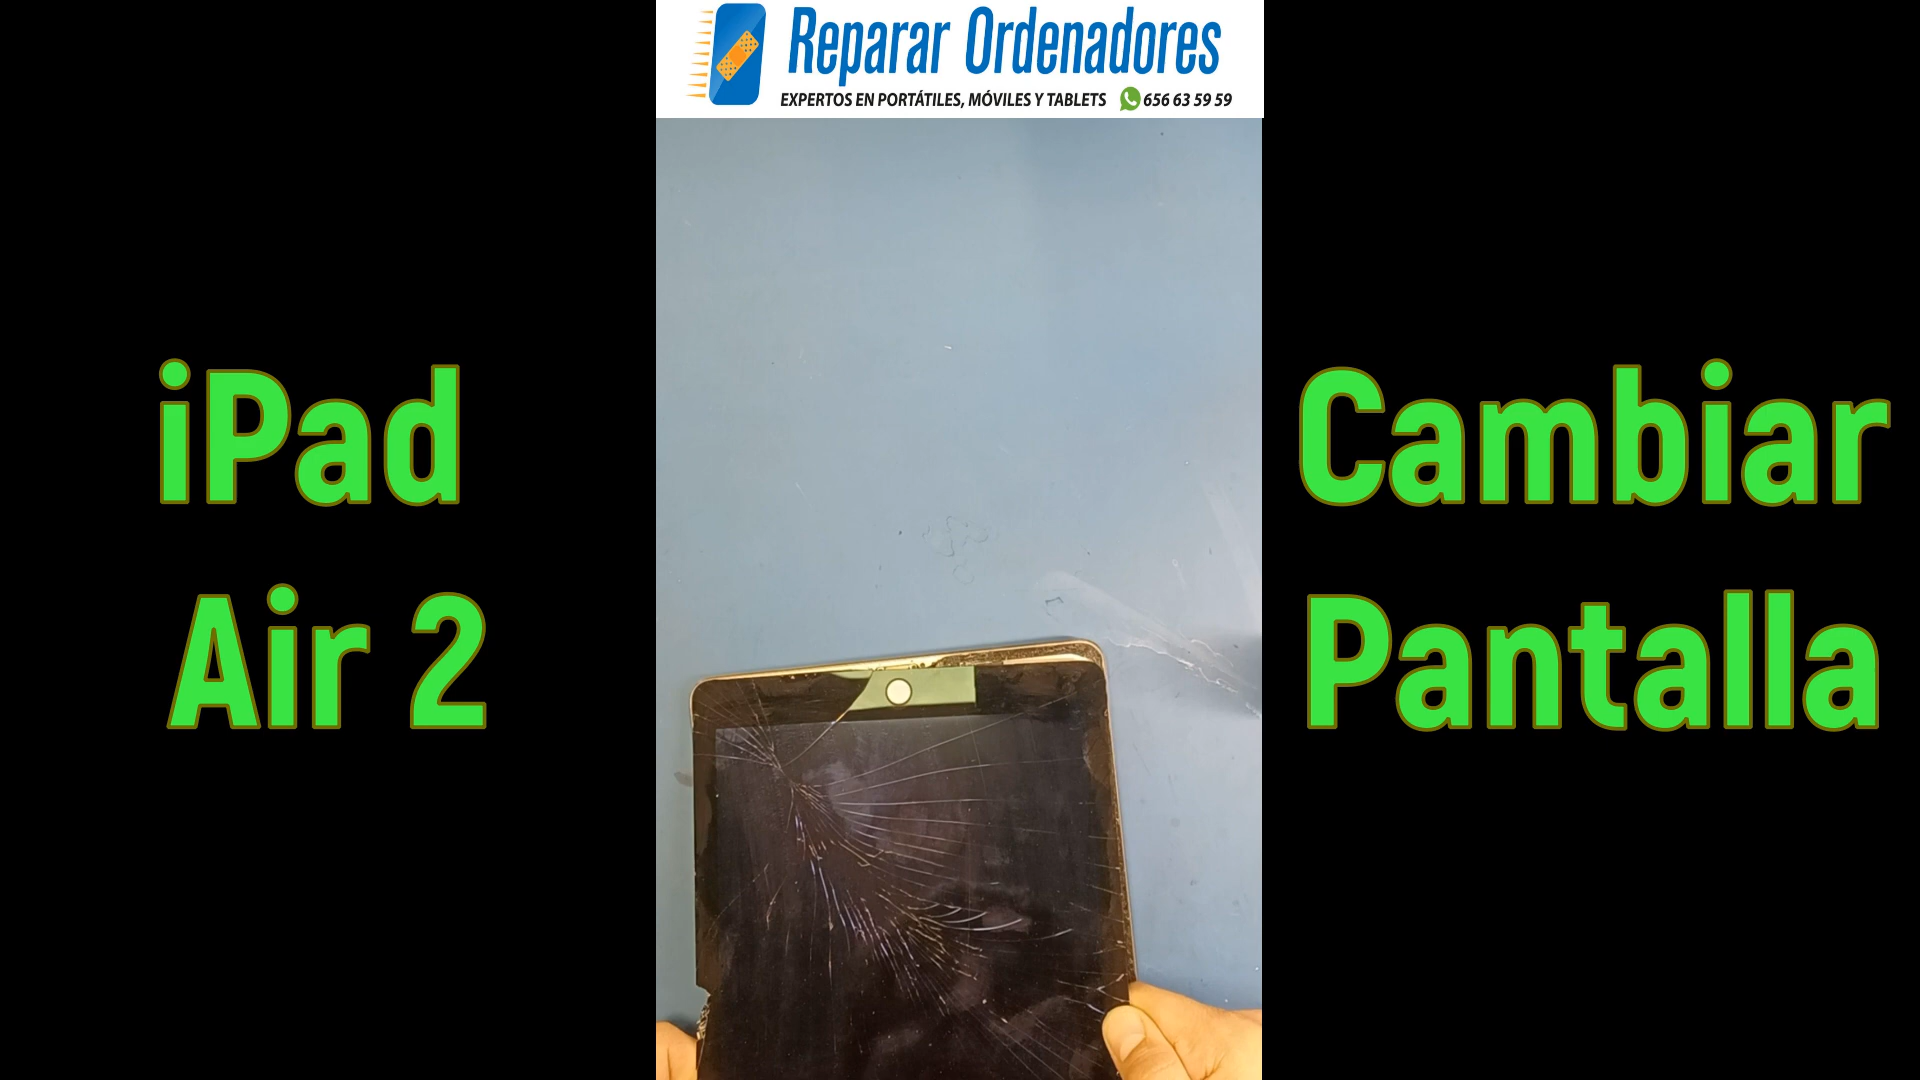 Reparar Ordenadores
EXPERTOS EN PORTÁTILES, MÓVILES Y TABLETS 656 63 59 59
iPad
Air 2
Cambiar
Pantalla